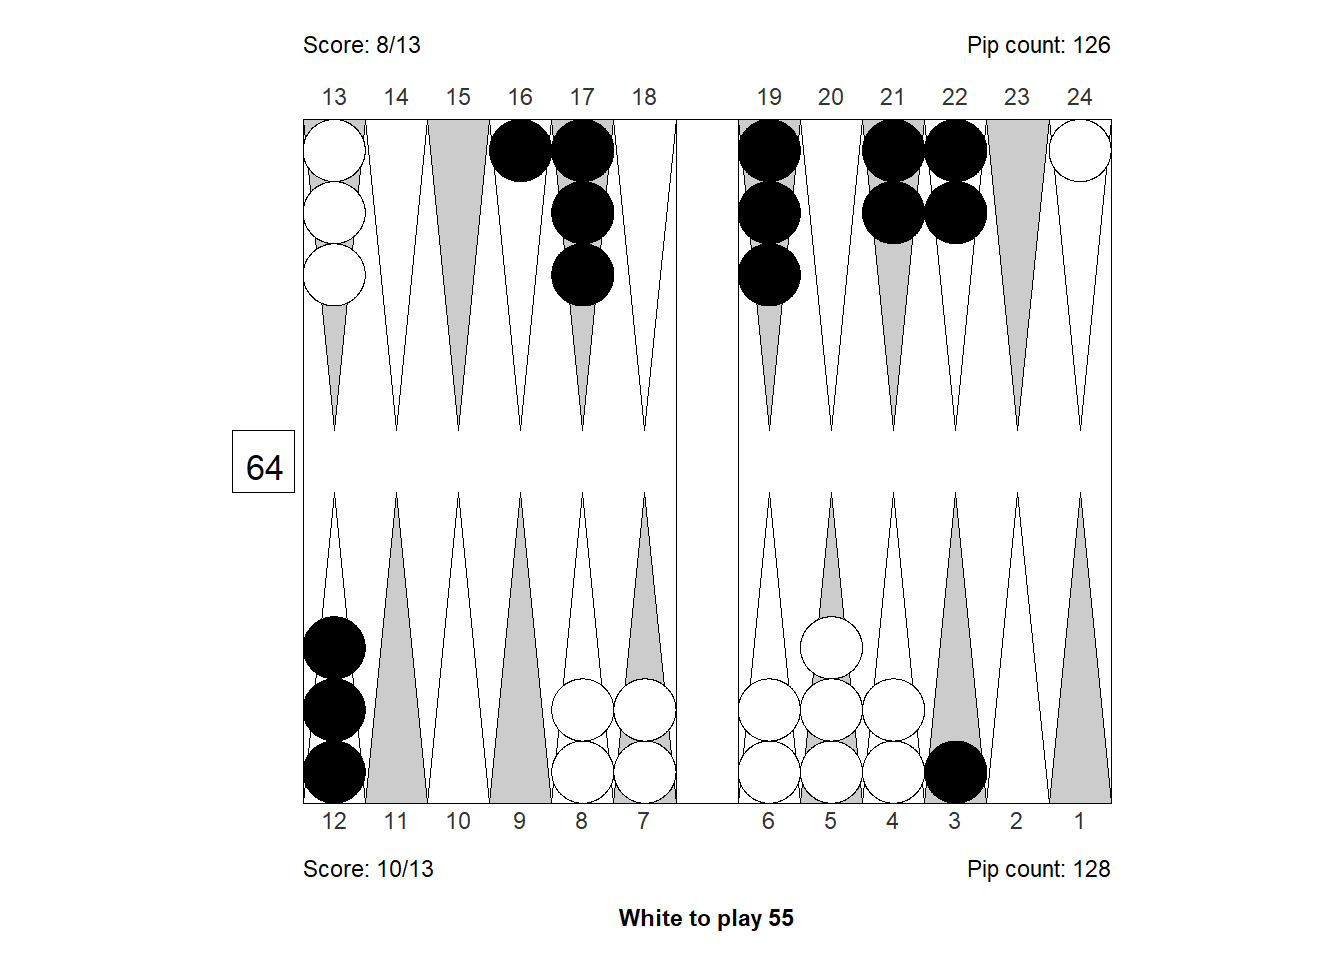 Score: 8/13 Pip count: 126
13 14 15 16 17 18 19 20 21 22 23 24
64
12 11 10 9 8 7 6 5 4 3 2 1
Score: 10/13 Pip count: 128
White to play 55